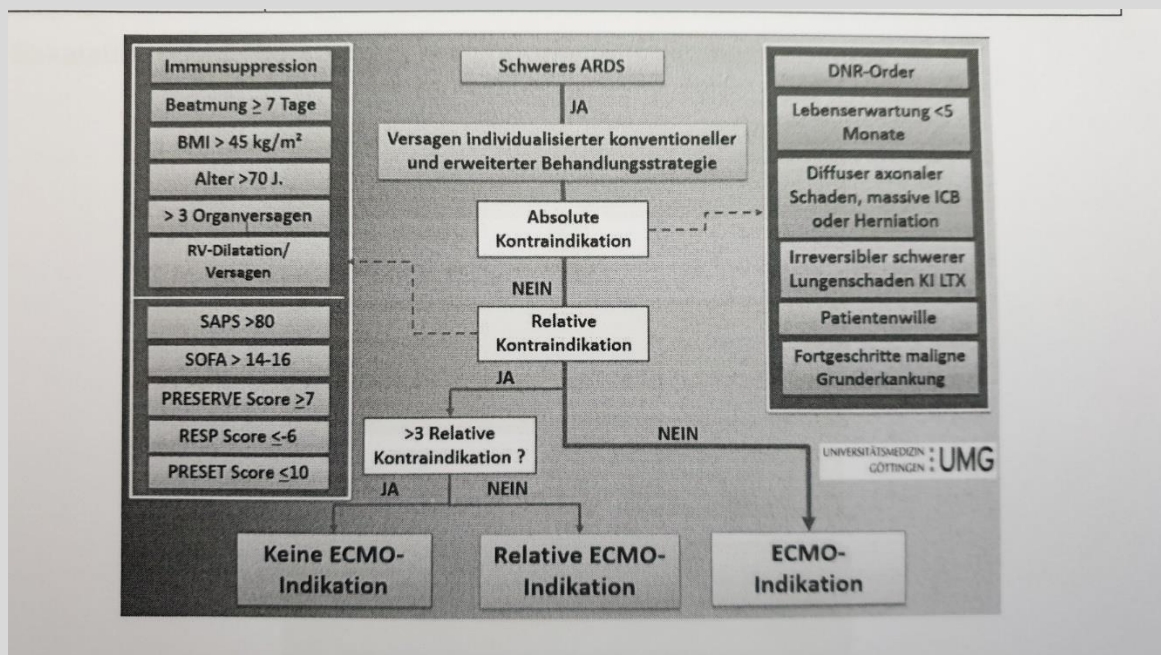 Immunsuppression
Beatmung ≥ 7 Tage
BMI > 45 kg/m²
Alter >70 J.
> 3 Organversagen
RV-Dilatation/
Versagen
SAPS >80
SOFA > 14-16
PRESERVE Score ≥7
RESP Score ≤-6
PRESET Score ≤10
Schweres ARDS
JA
Versagen individualisierter konventioneller
und erweiterter Behandlungsstrategie
Absolute
Kontraindikation
NEIN
Relative
Kontraindikation
JA
>3 Relative
Kontraindikation ?
NEIN
JA
NEIN
Keine ECMO-
Indikation
Relative ECMO-
Indikation
ECMO-
Indikation
DNR-Order
Lebenserwartung <5
Monate
Diffuser axonaler
Schaden, massive ICB
oder Herniation
Irreversibler schwerer
Lungenschaden KI LTX
Patientenwille
Fortgeschritte maligne
Grunderkankung
UNIVERSITÄTSMEDIZIN
GÖTTINGEN
UMG